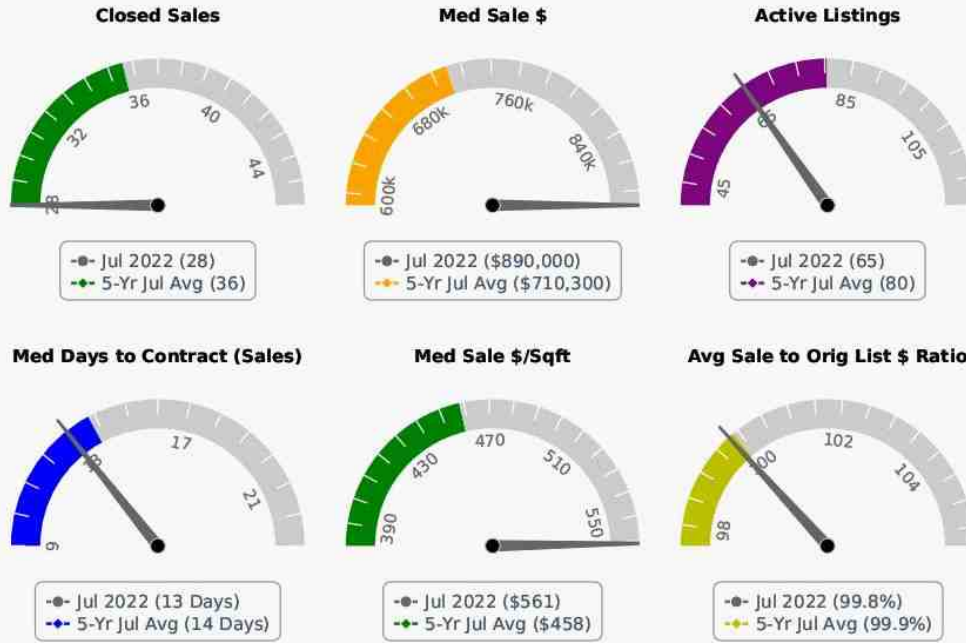 Closed Sales
28
32
36
40
44
Jul 2022 (28)
5-Yr Jul Avg (36)
Med Sale $
600k
680k
760k
840k
Jul 2022 ($890,000)
5-Yr Jul Avg ($710,300)
Active Listings
45
65
85
105
Jul 2022 (65)
5-Yr Jul Avg (80)
Med Days to Contract (Sales)
9
13
17
21
Jul 2022 (13 Days)
5-Yr Jul Avg (14 Days)
Med Sale $/Sqft
390
430
470
510
550
Jul 2022 ($561)
5-Yr Jul Avg ($458)
Avg Sale to Orig List $ Ratio
98
100
102
104
Jul 2022 (99.8%)
5-Yr Jul Avg (99.9%)